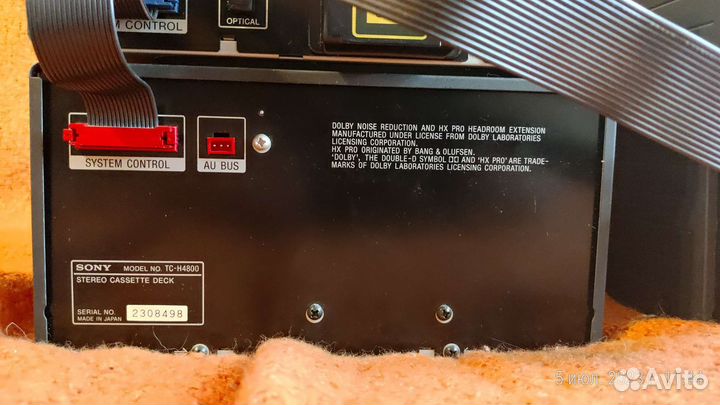 M CONTROL
OPTICAL
SYSTEM CONTROL
AU BUS
DOLBY NOISE REDUCTION AND HX PRO HEADROOM EXTENSION
MANUFACTURED UNDER LICENSE FROM DOLBY LABORATORIES
LICENSING CORPORATION.
HX PRO ORIGINATED BY BANG & OLUFSEN.
'DOLBY', THE DOUBLE-D SYMBOL AND 'HX PRO' ARE TRADE-
MARKS OF DOLBY LABORATORIES LICENSING CORPORATION.
SONY MODEL NO. TC-H4800
STEREO CASSETTE DECK
SERIAL NO. 2308498
MADE IN JAPAN
5 июл.
Avito